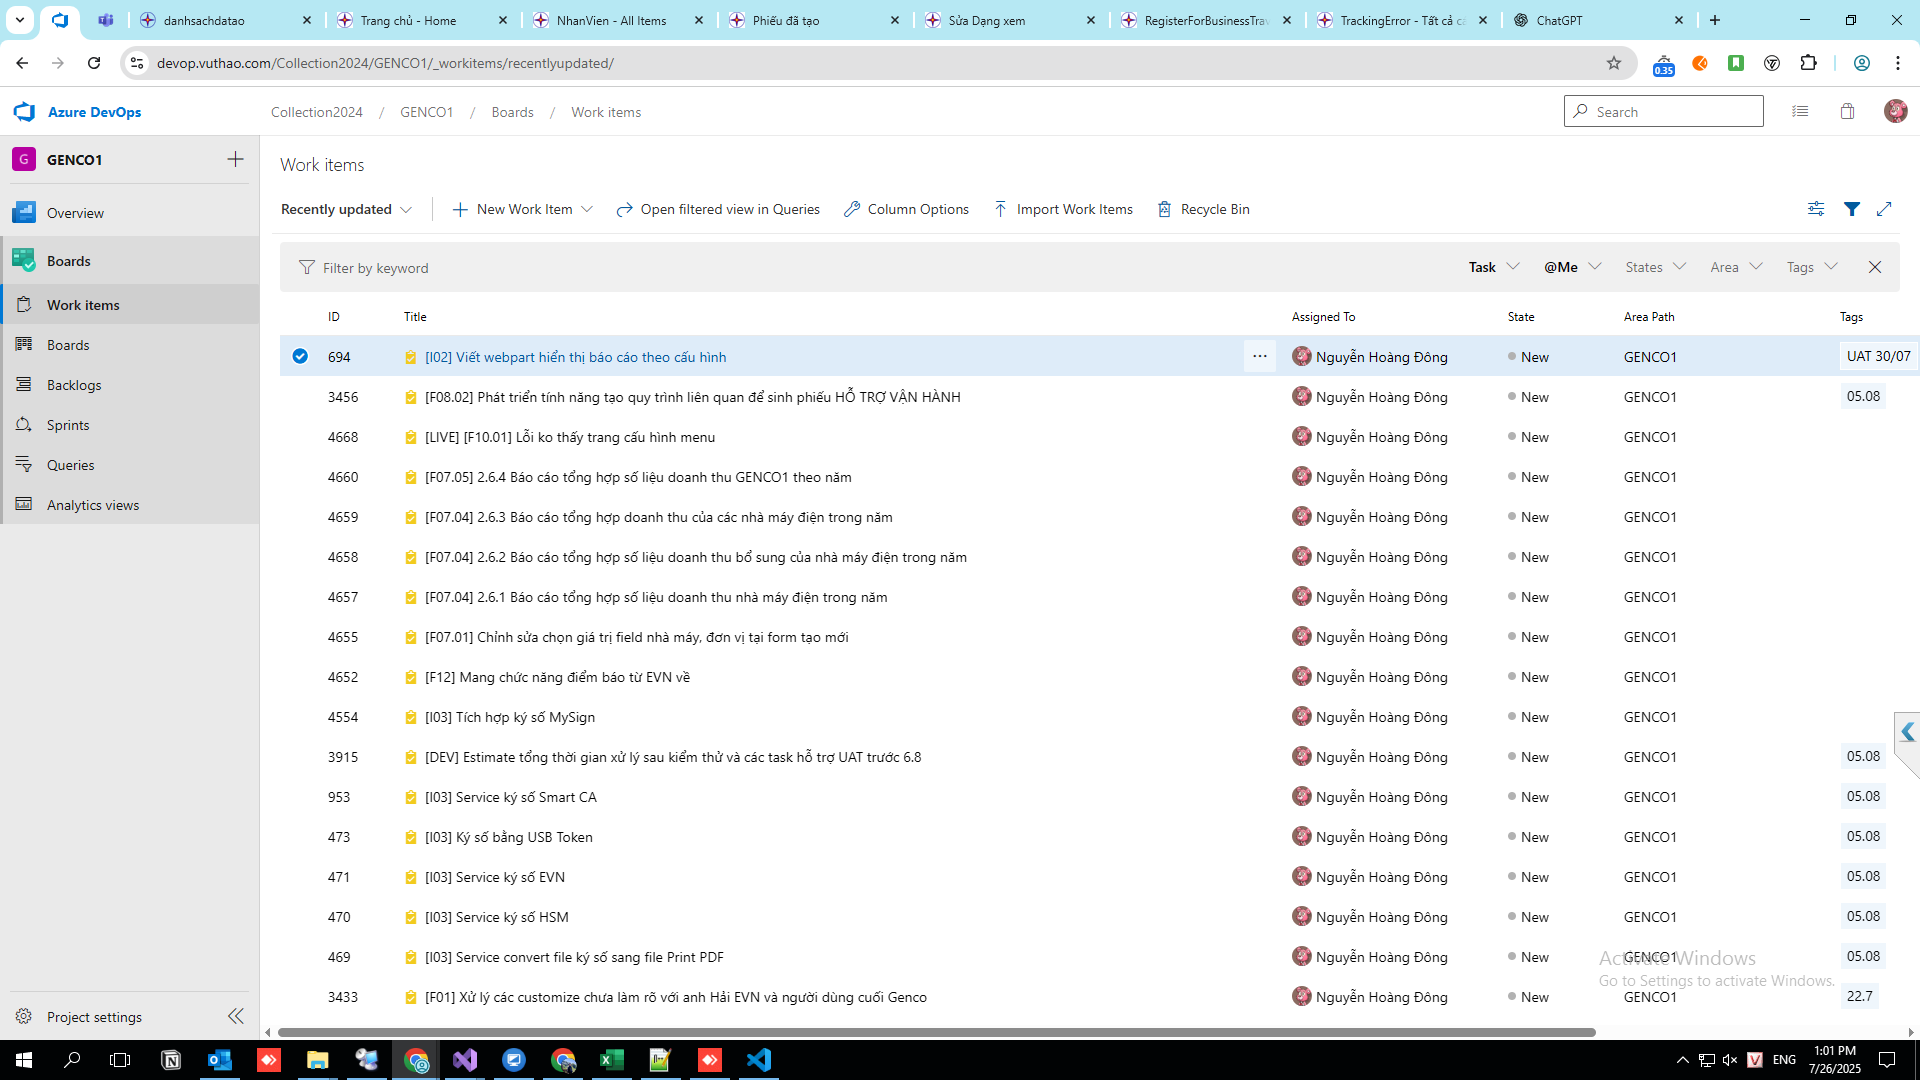 danhsachdatao
Trang chủ - Home
NhanVien - All Items
Phiếu đã tạo
Sửa Dạng xem
RegisterForBusinessTrav
TrackingError - Tất cả cá
ChatGPT
devop.vuthao.com/Collection2024/GENCO1/_workitems/recentlyupdated/
0.35
Azure DevOps
Collection2024 / GENCO1 / Boards / Work items
Search
G GENCO1
Overview
Boards
Work items
Boards
Backlogs
Sprints
Queries
Analytics views
Project settings
Work items
Recently updated
New Work Item
Open filtered view in Queries
Column Options
Import Work Items
Recycle Bin
Filter by keyword
Task
@Me
States
Area
Tags
ID Title Assigned To State Area Path Tags
694 [I02] Viết webpart hiển thị báo cáo theo cấu hình ... Nguyễn Hoàng Đông New GENCO1 UAT 30/07
3456 [F08.02] Phát triển tính năng tạo quy trình liên quan để sinh phiếu HỖ TRỢ VẬN HÀNH Nguyễn Hoàng Đông New GENCO1 05.08
4668 [LIVE] [F10.01] Lỗi ko thấy trang cấu hình menu Nguyễn Hoàng Đông New GENCO1
4660 [F07.05] 2.6.4 Báo cáo tổng hợp số liệu doanh thu GENCO1 theo năm Nguyễn Hoàng Đông New GENCO1
4659 [F07.04] 2.6.3 Báo cáo tổng hợp doanh thu của các nhà máy điện trong năm Nguyễn Hoàng Đông New GENCO1
4658 [F07.04] 2.6.2 Báo cáo tổng hợp số liệu doanh thu bổ sung của nhà máy điện trong năm Nguyễn Hoàng Đông New GENCO1
4657 [F07.04] 2.6.1 Báo cáo tổng hợp số liệu doanh thu nhà máy điện trong năm Nguyễn Hoàng Đông New GENCO1
4655 [F07.01] Chỉnh sửa chọn giá trị field nhà máy, đơn vị tại form tạo mới Nguyễn Hoàng Đông New GENCO1
4652 [F12] Mang chức năng điểm báo từ EVN về Nguyễn Hoàng Đông New GENCO1
4554 [I03] Tích hợp ký số MySign Nguyễn Hoàng Đông New GENCO1
3915 [DEV] Estimate tổng thời gian xử lý sau kiểm thử và các task hỗ trợ UAT trước 6.8 Nguyễn Hoàng Đông New GENCO1 05.08
953 [I03] Service ký số Smart CA Nguyễn Hoàng Đông New GENCO1 05.08
473 [I03] Ký số bằng USB Token Nguyễn Hoàng Đông New GENCO1 05.08
471 [I03] Service ký số EVN Nguyễn Hoàng Đông New GENCO1 05.08
470 [I03] Service ký số HSM Nguyễn Hoàng Đông New GENCO1 05.08
469 [I03] Service convert file ký số sang file Print PDF Nguyễn Hoàng Đông New GENCO1 05.08
3433 [F01] Xử lý các customize chưa làm rõ với anh Hải EVN và người dùng cuối Genco Nguyễn Hoàng Đông New GENCO1 22.7
Activate Windows
Go to Settings to activate Windows.
ENG
1:01 PM
7/26/2025